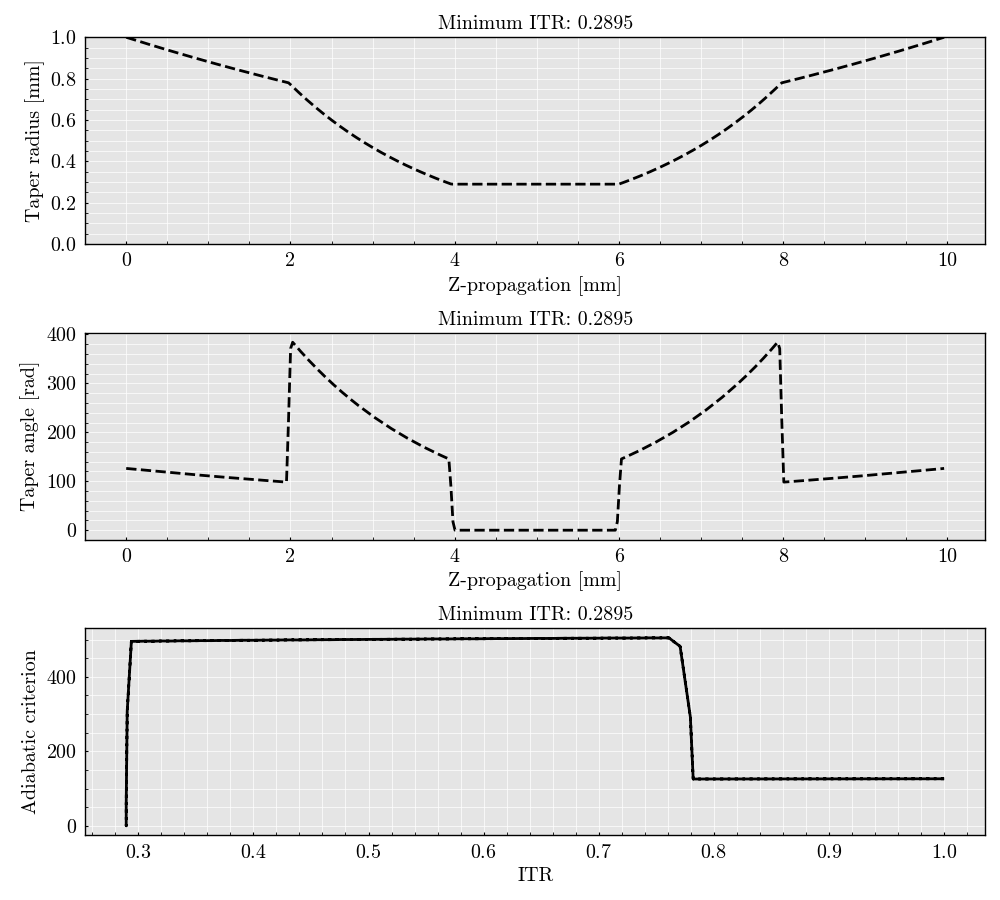 Minimum ITR: 0.2895
1.0
0.8
0.6
0.4
0.2
0.0
Taper radius [mm]
0 2 4 6 8 10
Z-propagation [mm]
Minimum ITR: 0.2895
400
300
200
100
0
Taper angle [rad]
0 2 4 6 8 10
Z-propagation [mm]
Minimum ITR: 0.2895
400
200
0
Adiabatic criterion
0.3 0.4 0.5 0.6 0.7 0.8 0.9 1.0
ITR